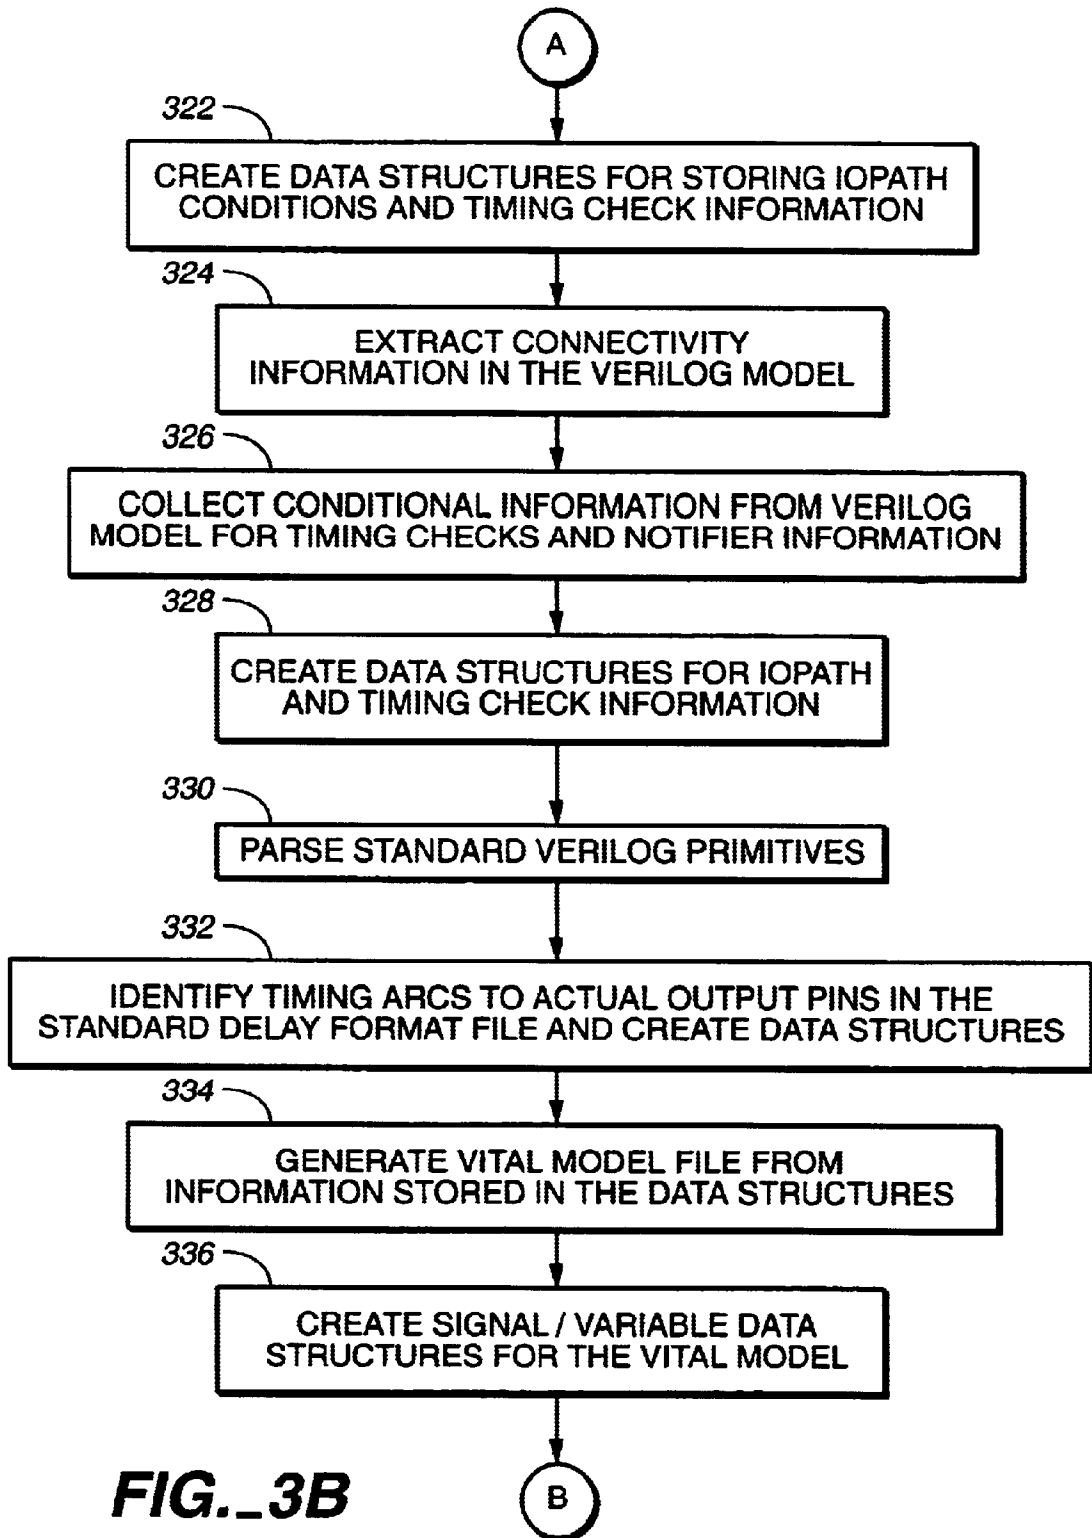 A
322
CREATE DATA STRUCTURES FOR STORING IOPATH
CONDITIONS AND TIMING CHECK INFORMATION
324
EXTRACT CONNECTIVITY
INFORMATION IN THE VERILOG MODEL
326
COLLECT CONDITIONAL INFORMATION FROM VERILOG
MODEL FOR TIMING CHECKS AND NOTIFIER INFORMATION
328
CREATE DATA STRUCTURES FOR IOPATH
AND TIMING CHECK INFORMATION
330
PARSE STANDARD VERILOG PRIMITIVES
332
IDENTIFY TIMING ARCS TO ACTUAL OUTPUT PINS IN THE
STANDARD DELAY FORMAT FILE AND CREATE DATA STRUCTURES
334
GENERATE VITAL MODEL FILE FROM
INFORMATION STORED IN THE DATA STRUCTURES
336
CREATE SIGNAL / VARIABLE DATA
STRUCTURES FOR THE VITAL MODEL
B
FIG._3B